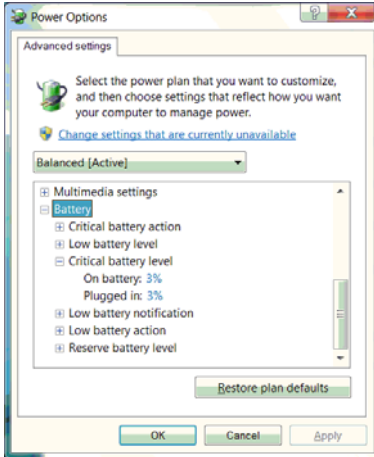 Power Options
Advanced settings
Select the power plan that you want to customize,
and then choose settings that reflect how you want
your computer to manage power.
Change settings that are currently unavailable
Balanced [Active]
Multimedia settings
Battery
Critical battery action
Low battery level
Critical battery level
On battery: 3%
Plugged in: 3%
Low battery notification
Low battery action
Reserve battery level
Restore plan defaults
OK Cancel Apply